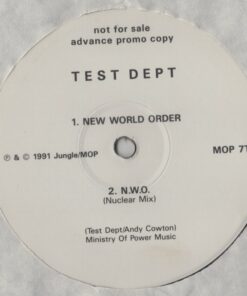 not for sale
advance promo copy
TEST DEPT
1. NEW WORLD ORDER
℗ & © 1991 Jungle/MOP
MOP 7T
2. N.W.O.
(Nuclear Mix)
(Test Dept/Andy Cowton)
Ministry Of Power Music